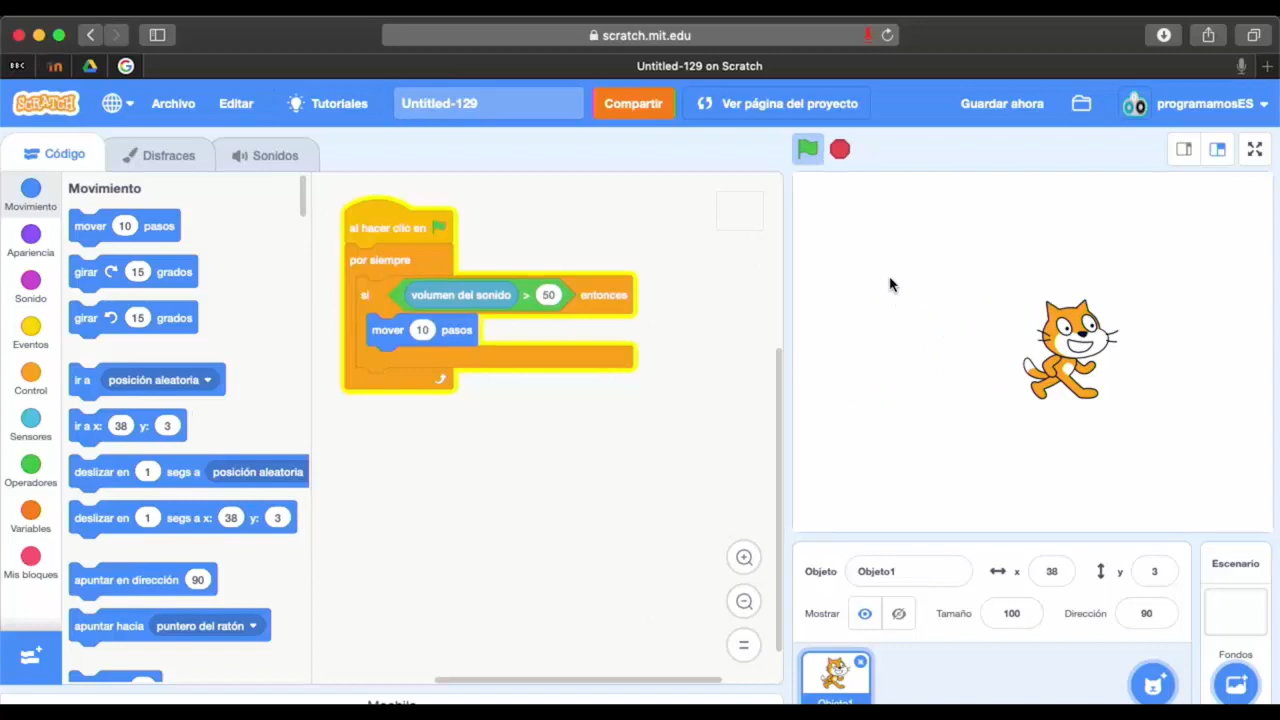 scratch.mit.edu
BBC in G
Untitled-129 on Scratch
SCRATCH Archivo Editar Tutoriales Untitled-129 Compartir Ver página del proyecto Guardar ahora programamosES
Código Disfraces Sonidos
Movimiento
Apariencia
Sonido
Eventos
Control
Sensores
Operadores
Variables
Mis bloques
Movimiento
mover 10 pasos
girar 15 grados
girar 15 grados
ir a posición aleatoria
ir a x: 38 y: 3
deslizar en 1 segs a posición aleatoria
deslizar en 1 segs a x: 38 y: 3
apuntar en dirección 90
apuntar hacia puntero del ratón
al hacer clic en
por siempre
si volumen del sonido > 50 entonces
mover 10 pasos
Objeto Objeto1 x 38 y 3
Mostrar Tamaño 100 Dirección 90
Objeto1
Escenario
Fondos
Mochila